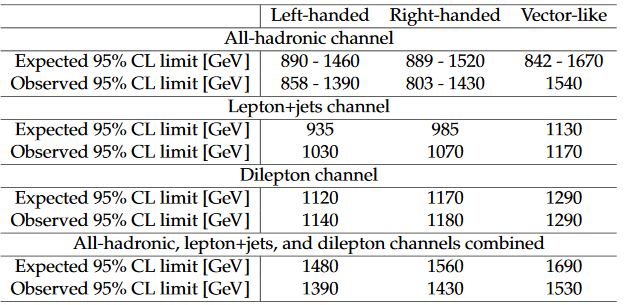 Left-handed Right-handed Vector-like
All-hadronic channel
Expected 95% CL limit [GeV] 890 - 1460 889 - 1520 842 - 1670
Observed 95% CL limit [GeV] 858 - 1390 803 - 1430 1540
Lepton+jets channel
Expected 95% CL limit [GeV] 935 985 1130
Observed 95% CL limit [GeV] 1030 1070 1170
Dilepton channel
Expected 95% CL limit [GeV] 1120 1170 1290
Observed 95% CL limit [GeV] 1140 1180 1290
All-hadronic, lepton+jets, and dilepton channels combined
Expected 95% CL limit [GeV] 1480 1560 1690
Observed 95% CL limit [GeV] 1390 1430 1530